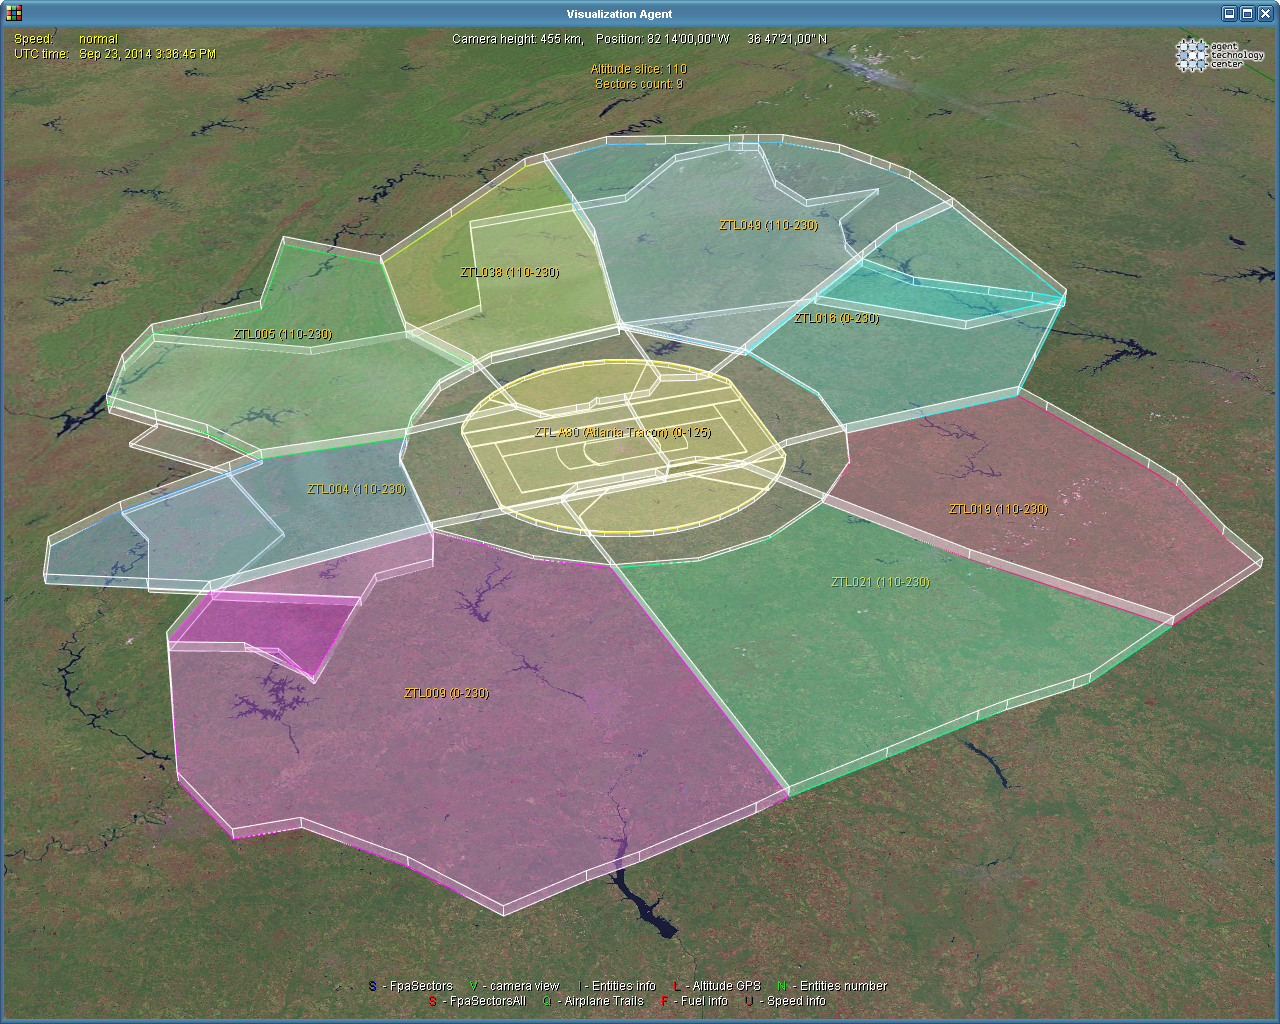 Visualization Agent
Speed: normal
UTC time: Sep 23, 2014 3:36:45 PM
Camera height: 455 km, Position: 82 14'00,00" W 36 47'21,00" N
Altitude slice: 110
Sectors count: 9
agent
technology
center
ZTL049 (110-230)
ZTL038 (110-230)
ZTL016 (0-230)
ZTL005 (110-230)
ZTL A80 (Atlanta Tracon) (0-125)
ZTL004 (110-230)
ZTL019 (110-230)
ZTL021 (110-230)
ZTL009 (0-230)
S - FpaSectors V - camera view I - Entities info L - Altitude GPS N - Entities number
S - FpaSectorsAll Q - Airplane Trails F - Fuel info U - Speed info